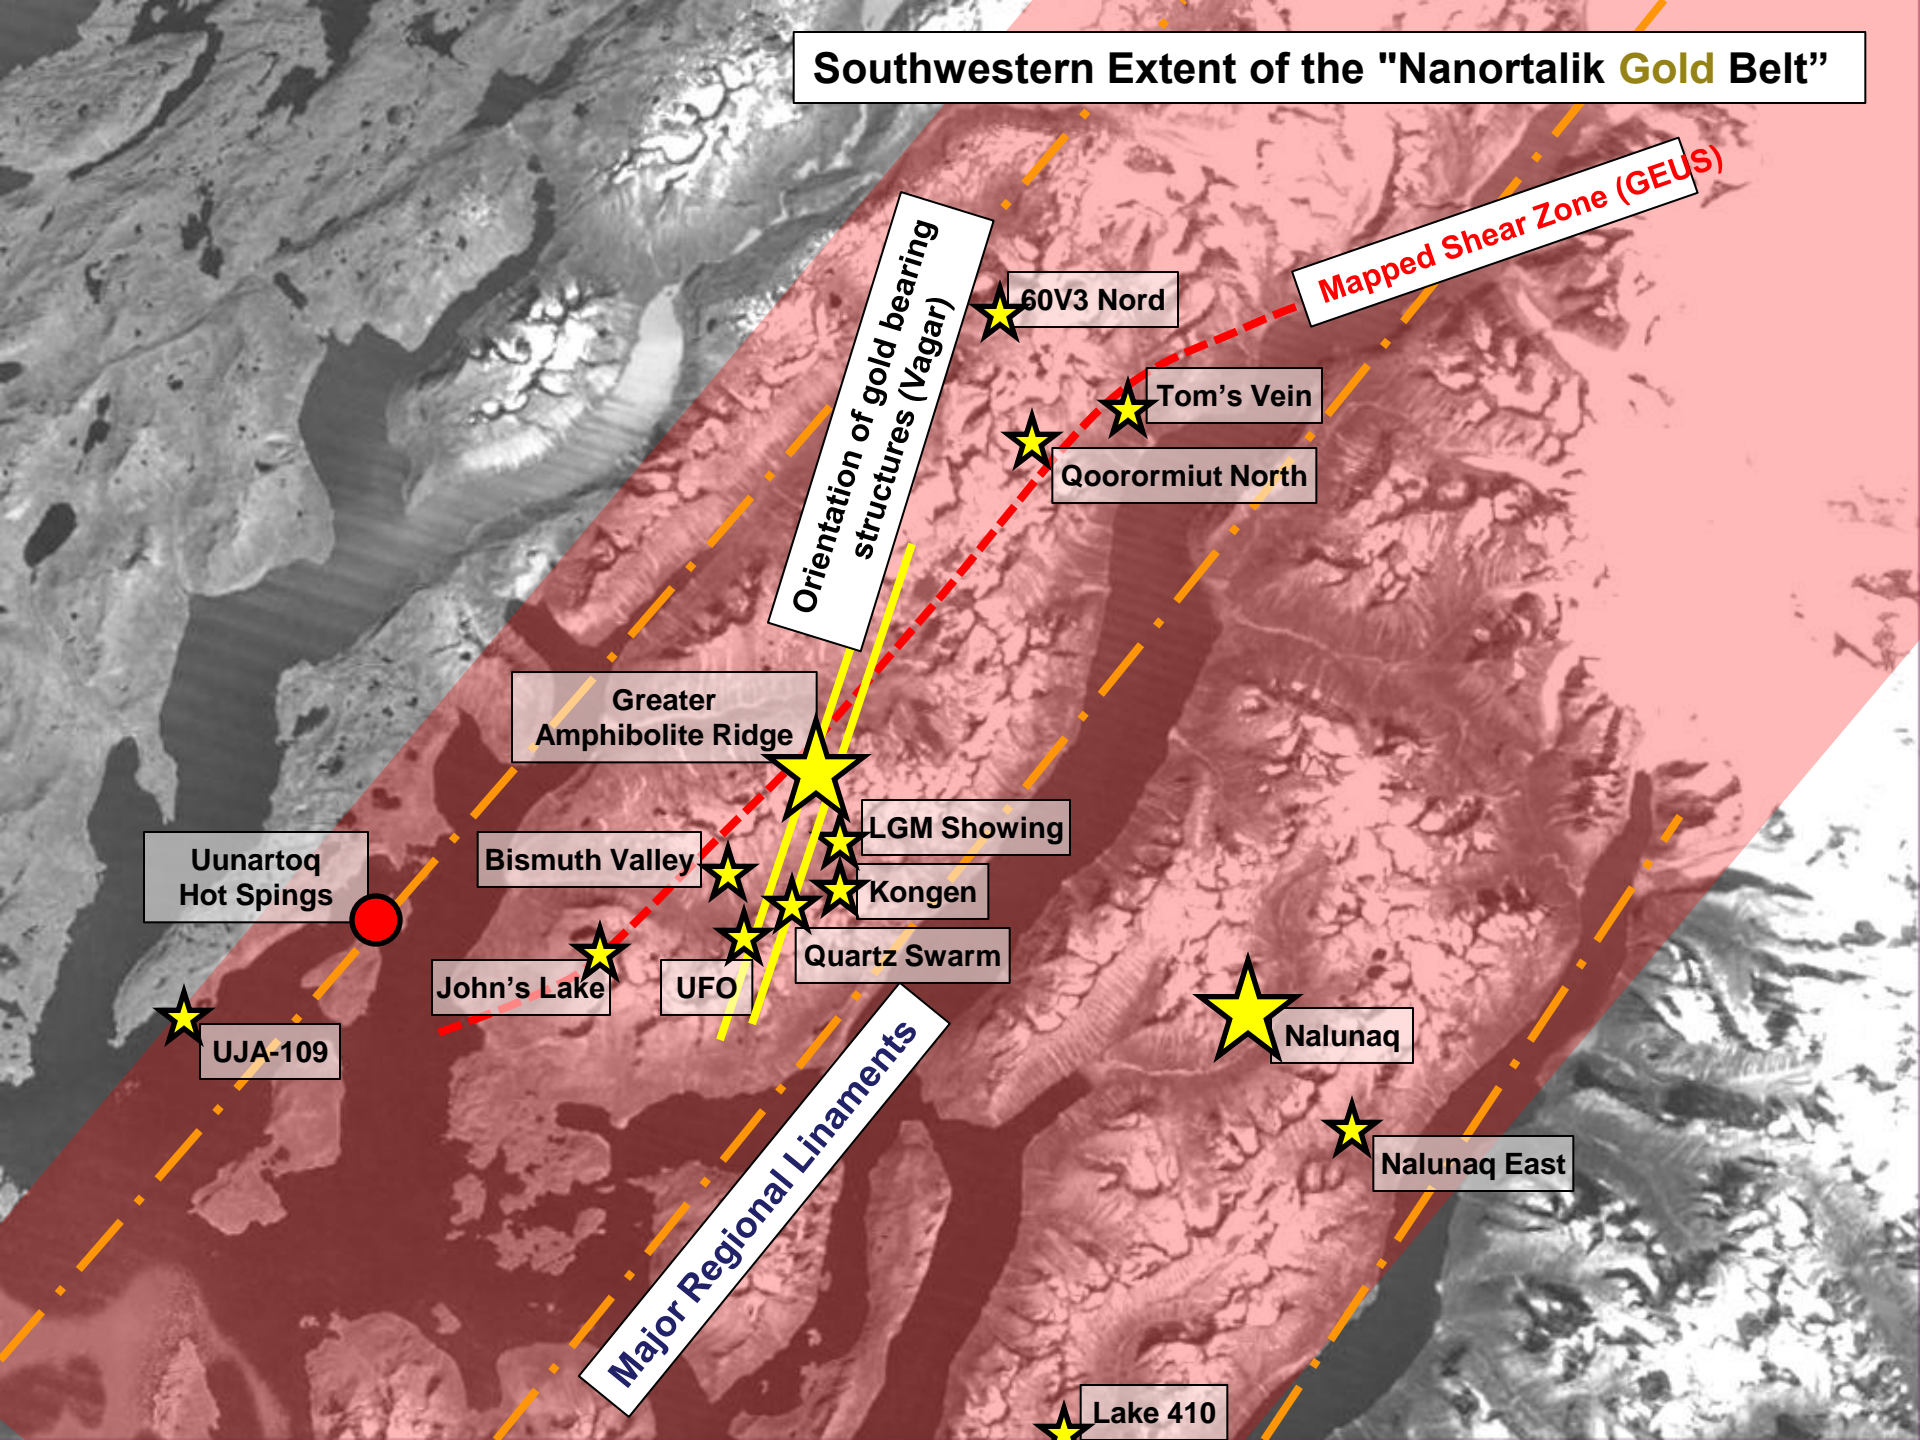 Southwestern Extent of the "Nanortalik Gold Belt”
Mapped Shear Zone (GEUS)
Orientation of gold bearing
structures (Vagar)
60V3 Nord
Tom’s Vein
Qoorormiut North
Greater
Amphibolite Ridge
LGM Showing
Bismuth Valley
Uunartoq
Hot Spings
Kongen
Quartz Swarm
John’s Lake
UFO
UJA-109
Nalunaq
Major Regional Linaments
Nalunaq East
Lake 410